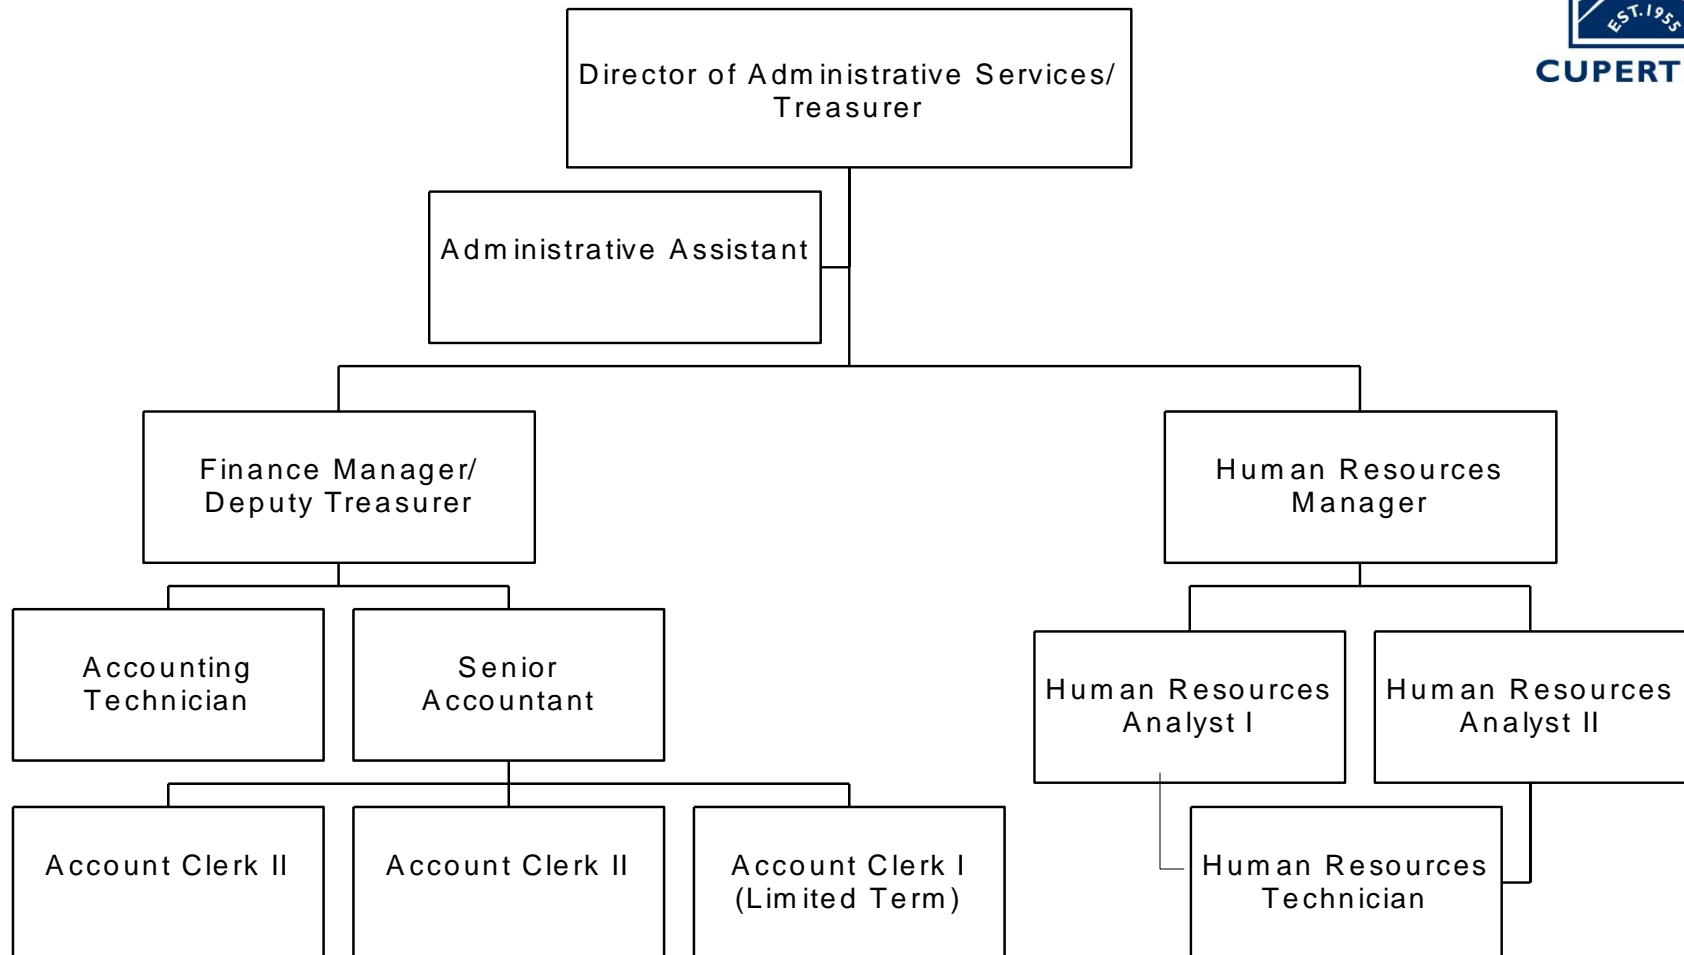 EST. 1955
CUPERT
Director of Administrative Services/
Treasurer
Administrative Assistant
Finance Manager/
Deputy Treasurer
Human Resources
Manager
Accounting
Technician
Senior
Accountant
Human Resources
Analyst I
Human Resources
Analyst II
Account Clerk II
Account Clerk II
Account Clerk I
(Limited Term)
Human Resources
Technician